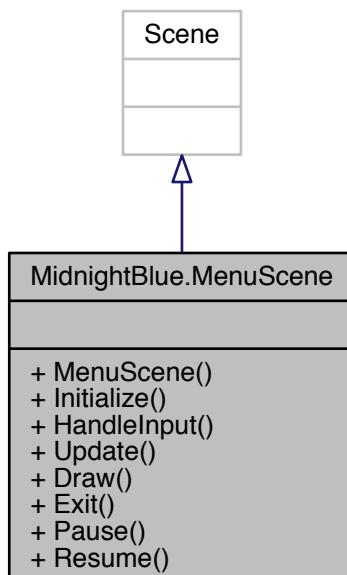 Scene
MidnightBlue.MenuScene
+ MenuScene()
+ Initialize()
+ HandleInput()
+ Update()
+ Draw()
+ Exit()
+ Pause()
+ Resume()